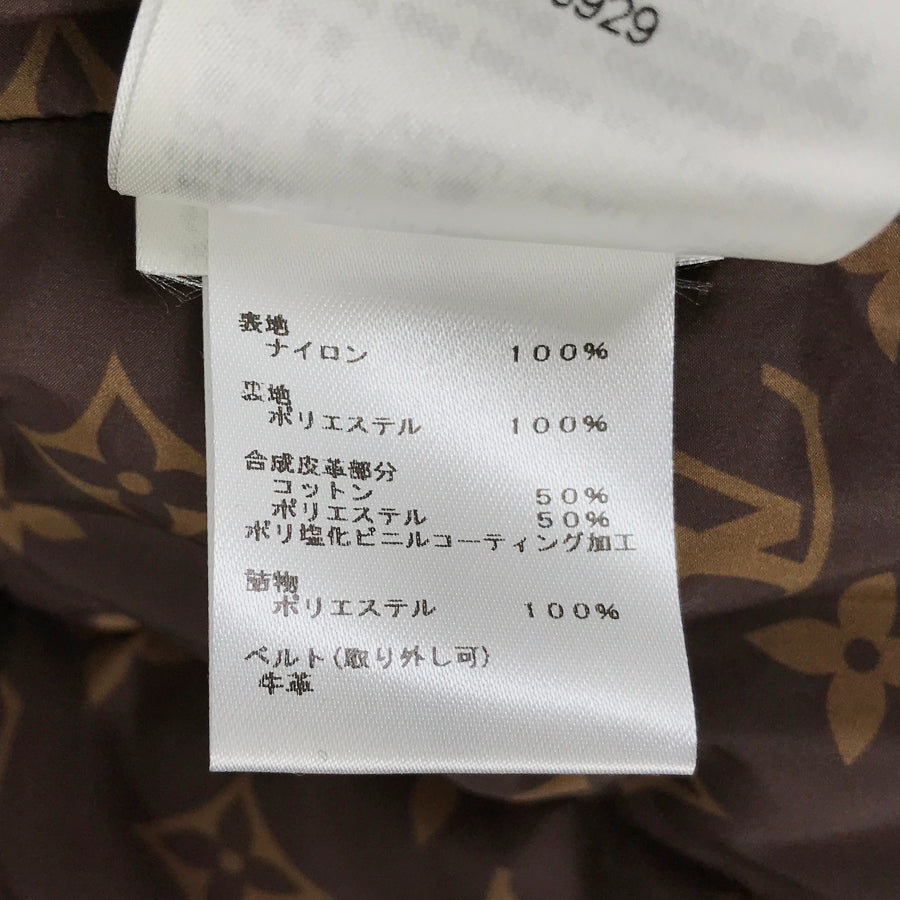 929
表地
ナイロン 100%
裏地
ポリエステル 100%
合成皮革部分
コットン 50%
ポリエステル 50%
ポリ塩化ビニルコーティング加工
詰物
ポリエステル 100%
ベルト(取り外し可)
牛革